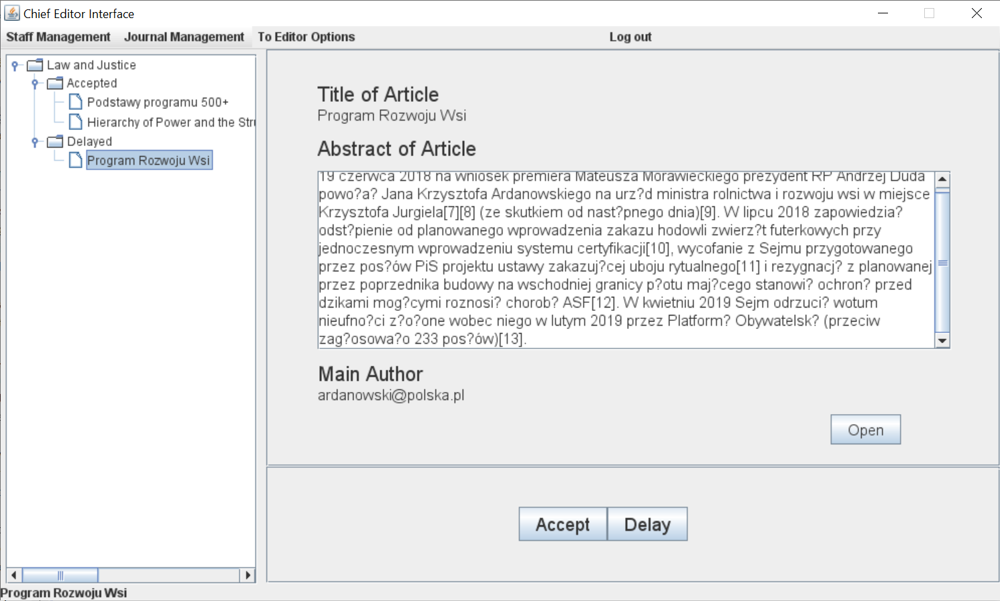 Chief Editor Interface
Staff Management Journal Management To Editor Options Log out
Law and Justice
Accepted
Podstawy programu 500+
Hierarchy of Power and the Stru
Delayed
Program Rozwoju Wsi
Title of Article
Program Rozwoju Wsi
Abstract of Article
19 czerwca 2018 na wniosek premiera Mateusza Morawieckiego prezydent RP Andrzej Duda
powo?a? Jana Krzysztofa Ardanowskiego na urz?d ministra rolnictwa i rozwoju wsi w miejsce
Krzysztofa Jurgiela[7][8] (ze skutkiem od nast?pnego dnia)[9]. W lipcu 2018 zapowiedzia?
odst?pienie od planowanego wprowadzenia zakazu hodowli zwierz?t futerkowych przy
jednoczesnym wprowadzeniu systemu certyfikacji[10], wycofanie z Sejmu przygotowanego
przez pos?ów PiS projektu ustawy zakazuj?cej uboju rytualnego[11] i rezygnacj? z planowanej
przez poprzednika budowy na wschodniej granicy p?otu maj?cego stanowi? ochron? przed
dzikami mog?cymi roznosi? chorob? ASF[12]. W kwietniu 2019 Sejm odrzuci? wotum
nieufno?ci z?o?one wobec niego w lutym 2019 przez Platform? Obywatelsk? (przeciw
zag?osowa?o 233 pos?ów)[13].
Main Author
ardanowski@polska.pl
Open
Accept Delay
Program Rozwoju Wsi